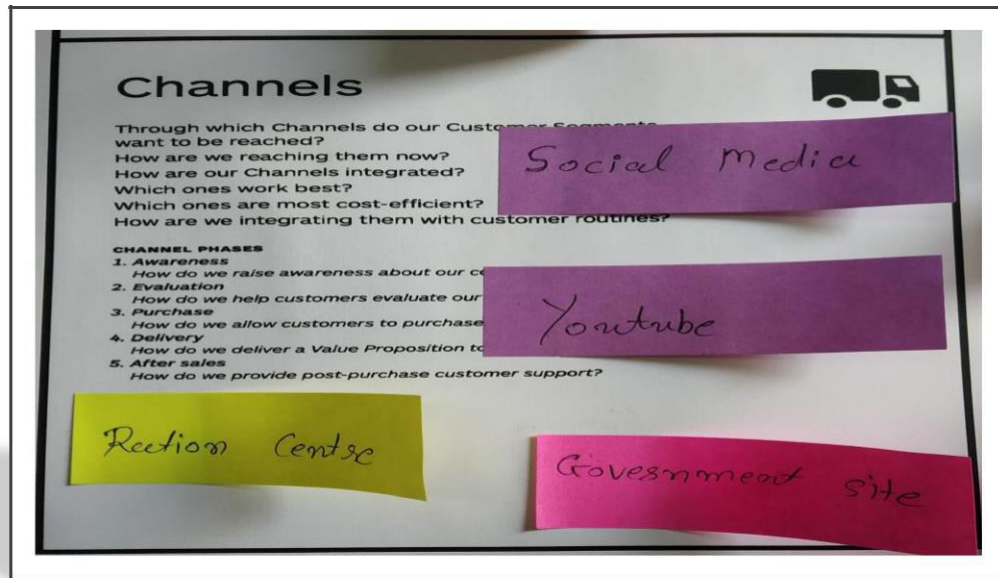 Channels
Through which Channels do our Customer Segments
want to be reached?
How are we reaching them now?
How are our Channels integrated?
Which ones work best?
Which ones are most cost-efficient?
How are we integrating them with customer routines?
Social Media
CHANNEL PHASES
1. Awareness
How do we raise awareness about our
2. Evaluation
How do we help customers evaluate our
3. Purchase
How do we allow customers to purchase
4. Delivery
How do we deliver a Value Proposition to
5. After sales
How do we provide post-purchase customer support?
Youtube
Ration Centre
Government site